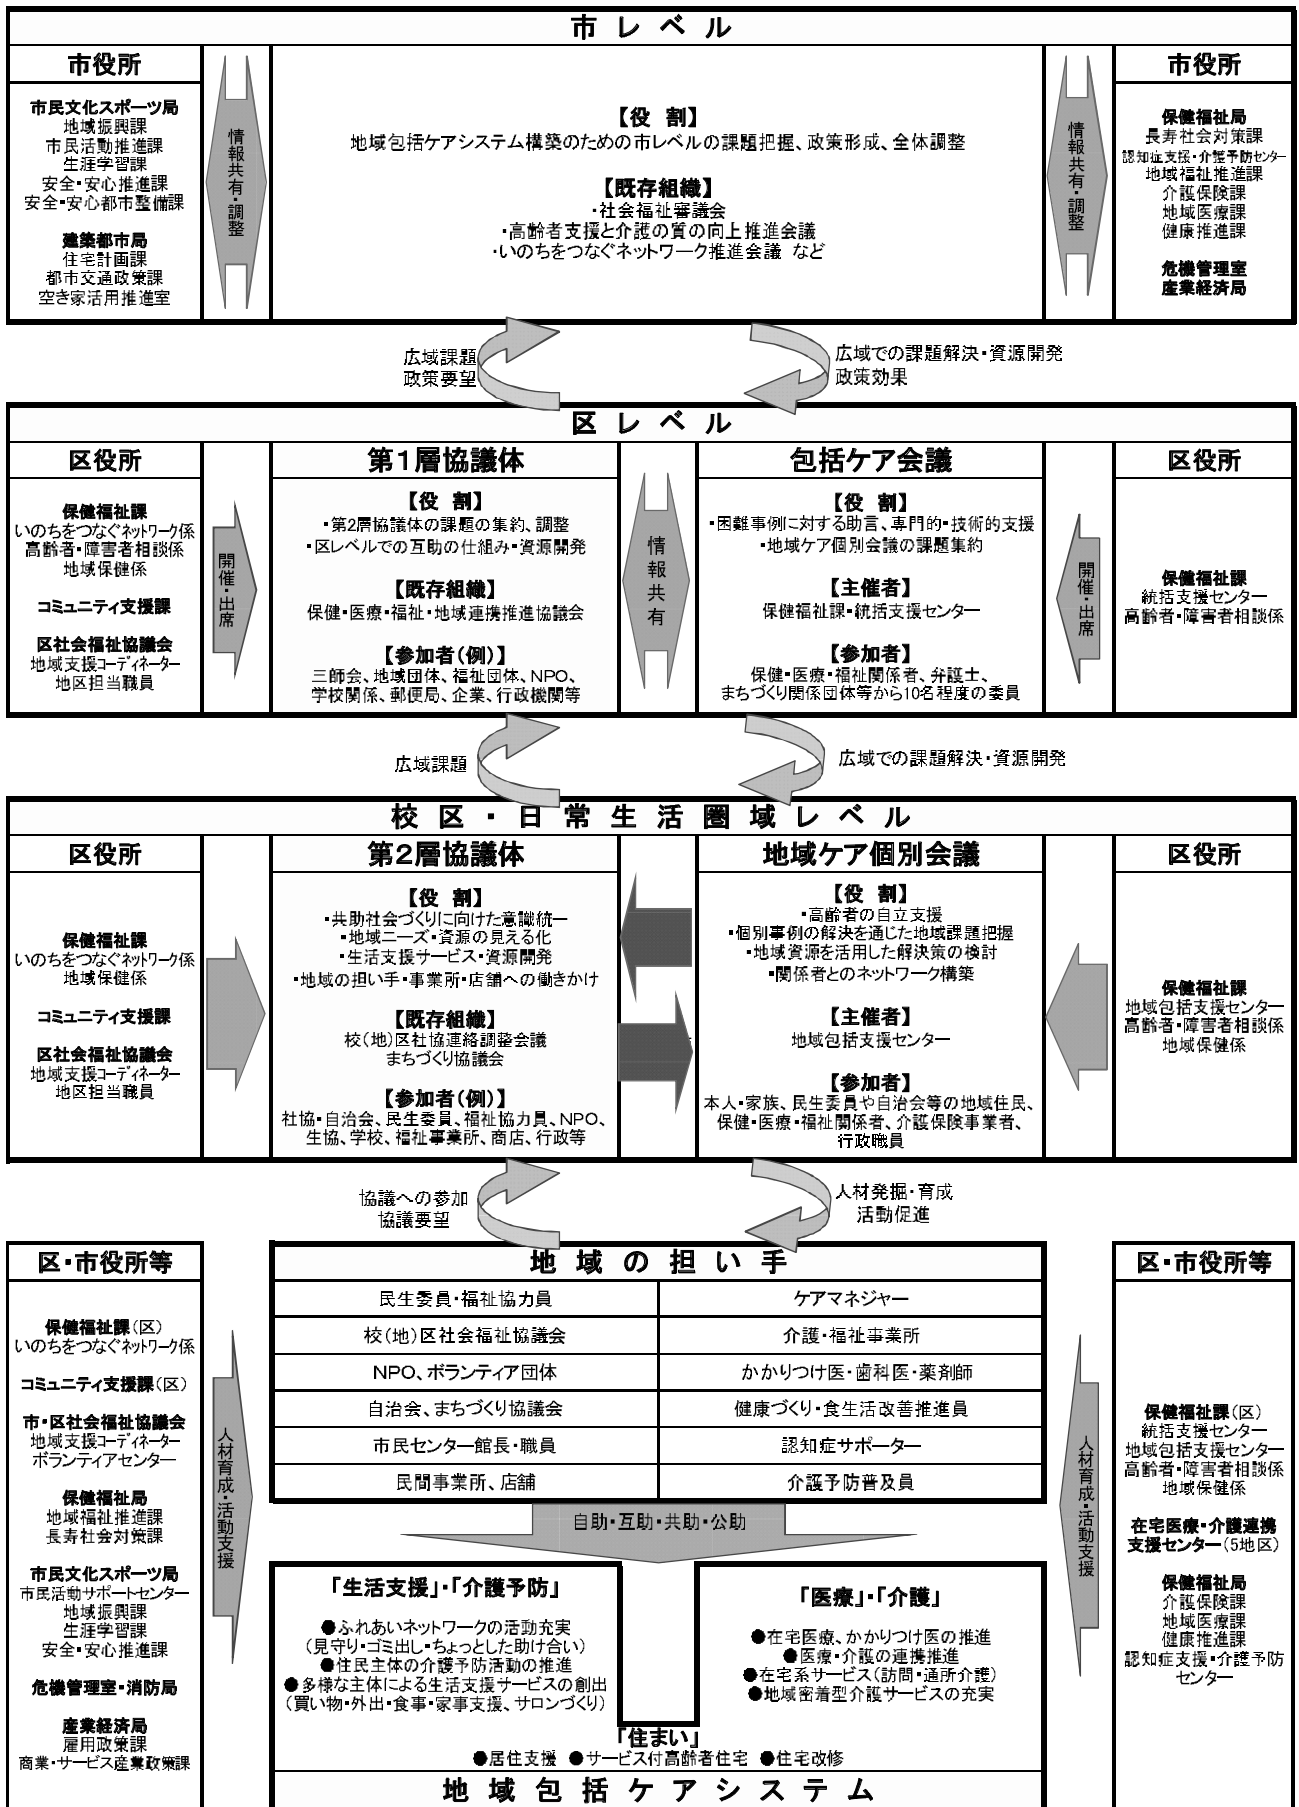 市レベル
市役所
市民文化スポーツ局
地域振興課
市民活動推進課
生涯学習課
安全・安心推進課
安全・安心都市整備課
建築都市局
住宅計画課
都市交通政策課
空き家活用推進室
情報共有・調整
【役 割】
地域包括ケアシステム構築のための市レベルの課題把握、政策形成、全体調整
【既存組織】
・社会福祉審議会
・高齢者支援と介護の質の向上推進会議
・いのちをつなぐネットワーク推進会議 など
情報共有・調整
市役所
保健福祉局
長寿社会対策課
認知症支援・介護予防センター
地域福祉推進課
介護保険課
地域医療課
健康推進課
危機管理室
産業経済局
広域課題
政策要望
広域での課題解決・資源開発
政策効果
区レベル
区役所
保健福祉課
いのちをつなぐネットワーク係
高齢者・障害者相談係
地域保健係
コミュニティ支援課
区社会福祉協議会
地域支援コーディネーター
地区担当職員
開催・出席
第1層協議体
【役 割】
・第2層協議体の課題の集約、調整
・区レベルでの互助の仕組み・資源開発
【既存組織】
保健・医療・福祉・地域連携推進協議会
【参加者(例)】
三師会、地域団体、福祉団体、NPO、
学校関係、郵便局、企業、行政機関等
情報共有
包括ケア会議
【役 割】
・困難事例に対する助言、専門的・技術的支援
・地域ケア個別会議の課題集約
【主催者】
保健福祉課・統括支援センター
【参加者】
保健・医療・福祉関係者、弁護士、
まちづくり関係団体等から10名程度の委員
開催・出席
区役所
保健福祉課
統括支援センター
高齢者・障害者相談係
広域課題
広域での課題解決・資源開発
校区・日常生活圏域レベル
区役所
保健福祉課
いのちをつなぐネットワーク係
地域保健係
コミュニティ支援課
区社会福祉協議会
地域支援コーディネーター
地区担当職員
第2層協議体
【役 割】
・共助社会づくりに向けた意識統一
・地域ニーズ・資源の見える化
・生活支援サービス・資源開発
・地域の担い手・事業所・店舗への働きかけ
【既存組織】
校(地)区社協連絡調整会議
まちづくり協議会
【参加者(例)】
社協・自治会、民生委員、福祉協力員、NPO、
生協、学校、福祉事業所、商店、行政等
地域ケア個別会議
【役 割】
・高齢者の自立支援
・個別事例の解決を通じた地域課題把握
・地域資源を活用した解決策の検討
・関係者とのネットワーク構築
【主催者】
地域包括支援センター
【参加者】
本人・家族、民生委員や自治会等の地域住民、
保健・医療・福祉関係者、介護保険事業者、
行政職員
区役所
保健福祉課
地域包括支援センター
高齢者・障害者相談係
地域保健係
協議への参加
協議要望
人材発掘・育成
活動促進
区・市役所等
保健福祉課(区)
いのちをつなぐネットワーク係
コミュニティ支援課(区)
市・区社会福祉協議会
地域支援コーディネーター
ボランティアセンター
保健福祉局
地域福祉推進課
長寿社会対策課
市民文化スポーツ局
市民活動サポートセンター
地域振興課
生涯学習課
安全・安心推進課
危機管理室・消防局
産業経済局
雇用政策課
商業・サービス産業政策課
人材育成・活動支援
地域の担い手
民生委員・福祉協力員
ケアマネジャー
校(地)区社会福祉協議会
介護・福祉事業所
NPO、ボランティア団体
かかりつけ医・歯科医・薬剤師
自治会、まちづくり協議会
健康づくり・食生活改善推進員
市民センター館長・職員
認知症サポーター
民間事業所、店舗
介護予防普及員
自助・互助・共助・公助
「生活支援」・「介護予防」
●ふれあいネットワークの活動充実
(見守り・ゴミ出し・ちょっとした助け合い)
●住民主体の介護予防活動の推進
●多様な主体による生活支援サービスの創出
(買い物・外出・食事・家事支援、サロンづくり)
「医療」・「介護」
●在宅医療、かかりつけ医の推進
●医療・介護の連携推進
●在宅系サービス(訪問・通所介護)
●地域密着型介護サービスの充実
「住まい」
●居住支援 ●サービス付高齢者住宅 ●住宅改修
地域包括ケアシステム
人材育成・活動支援
区・市役所等
保健福祉課(区)
統括支援センター
地域包括支援センター
高齢者・障害者相談係
地域保健係
在宅医療・介護連携
支援センター(5地区)
保健福祉局
介護保険課
地域医療課
健康推進課
認知症支援・介護予防
センター